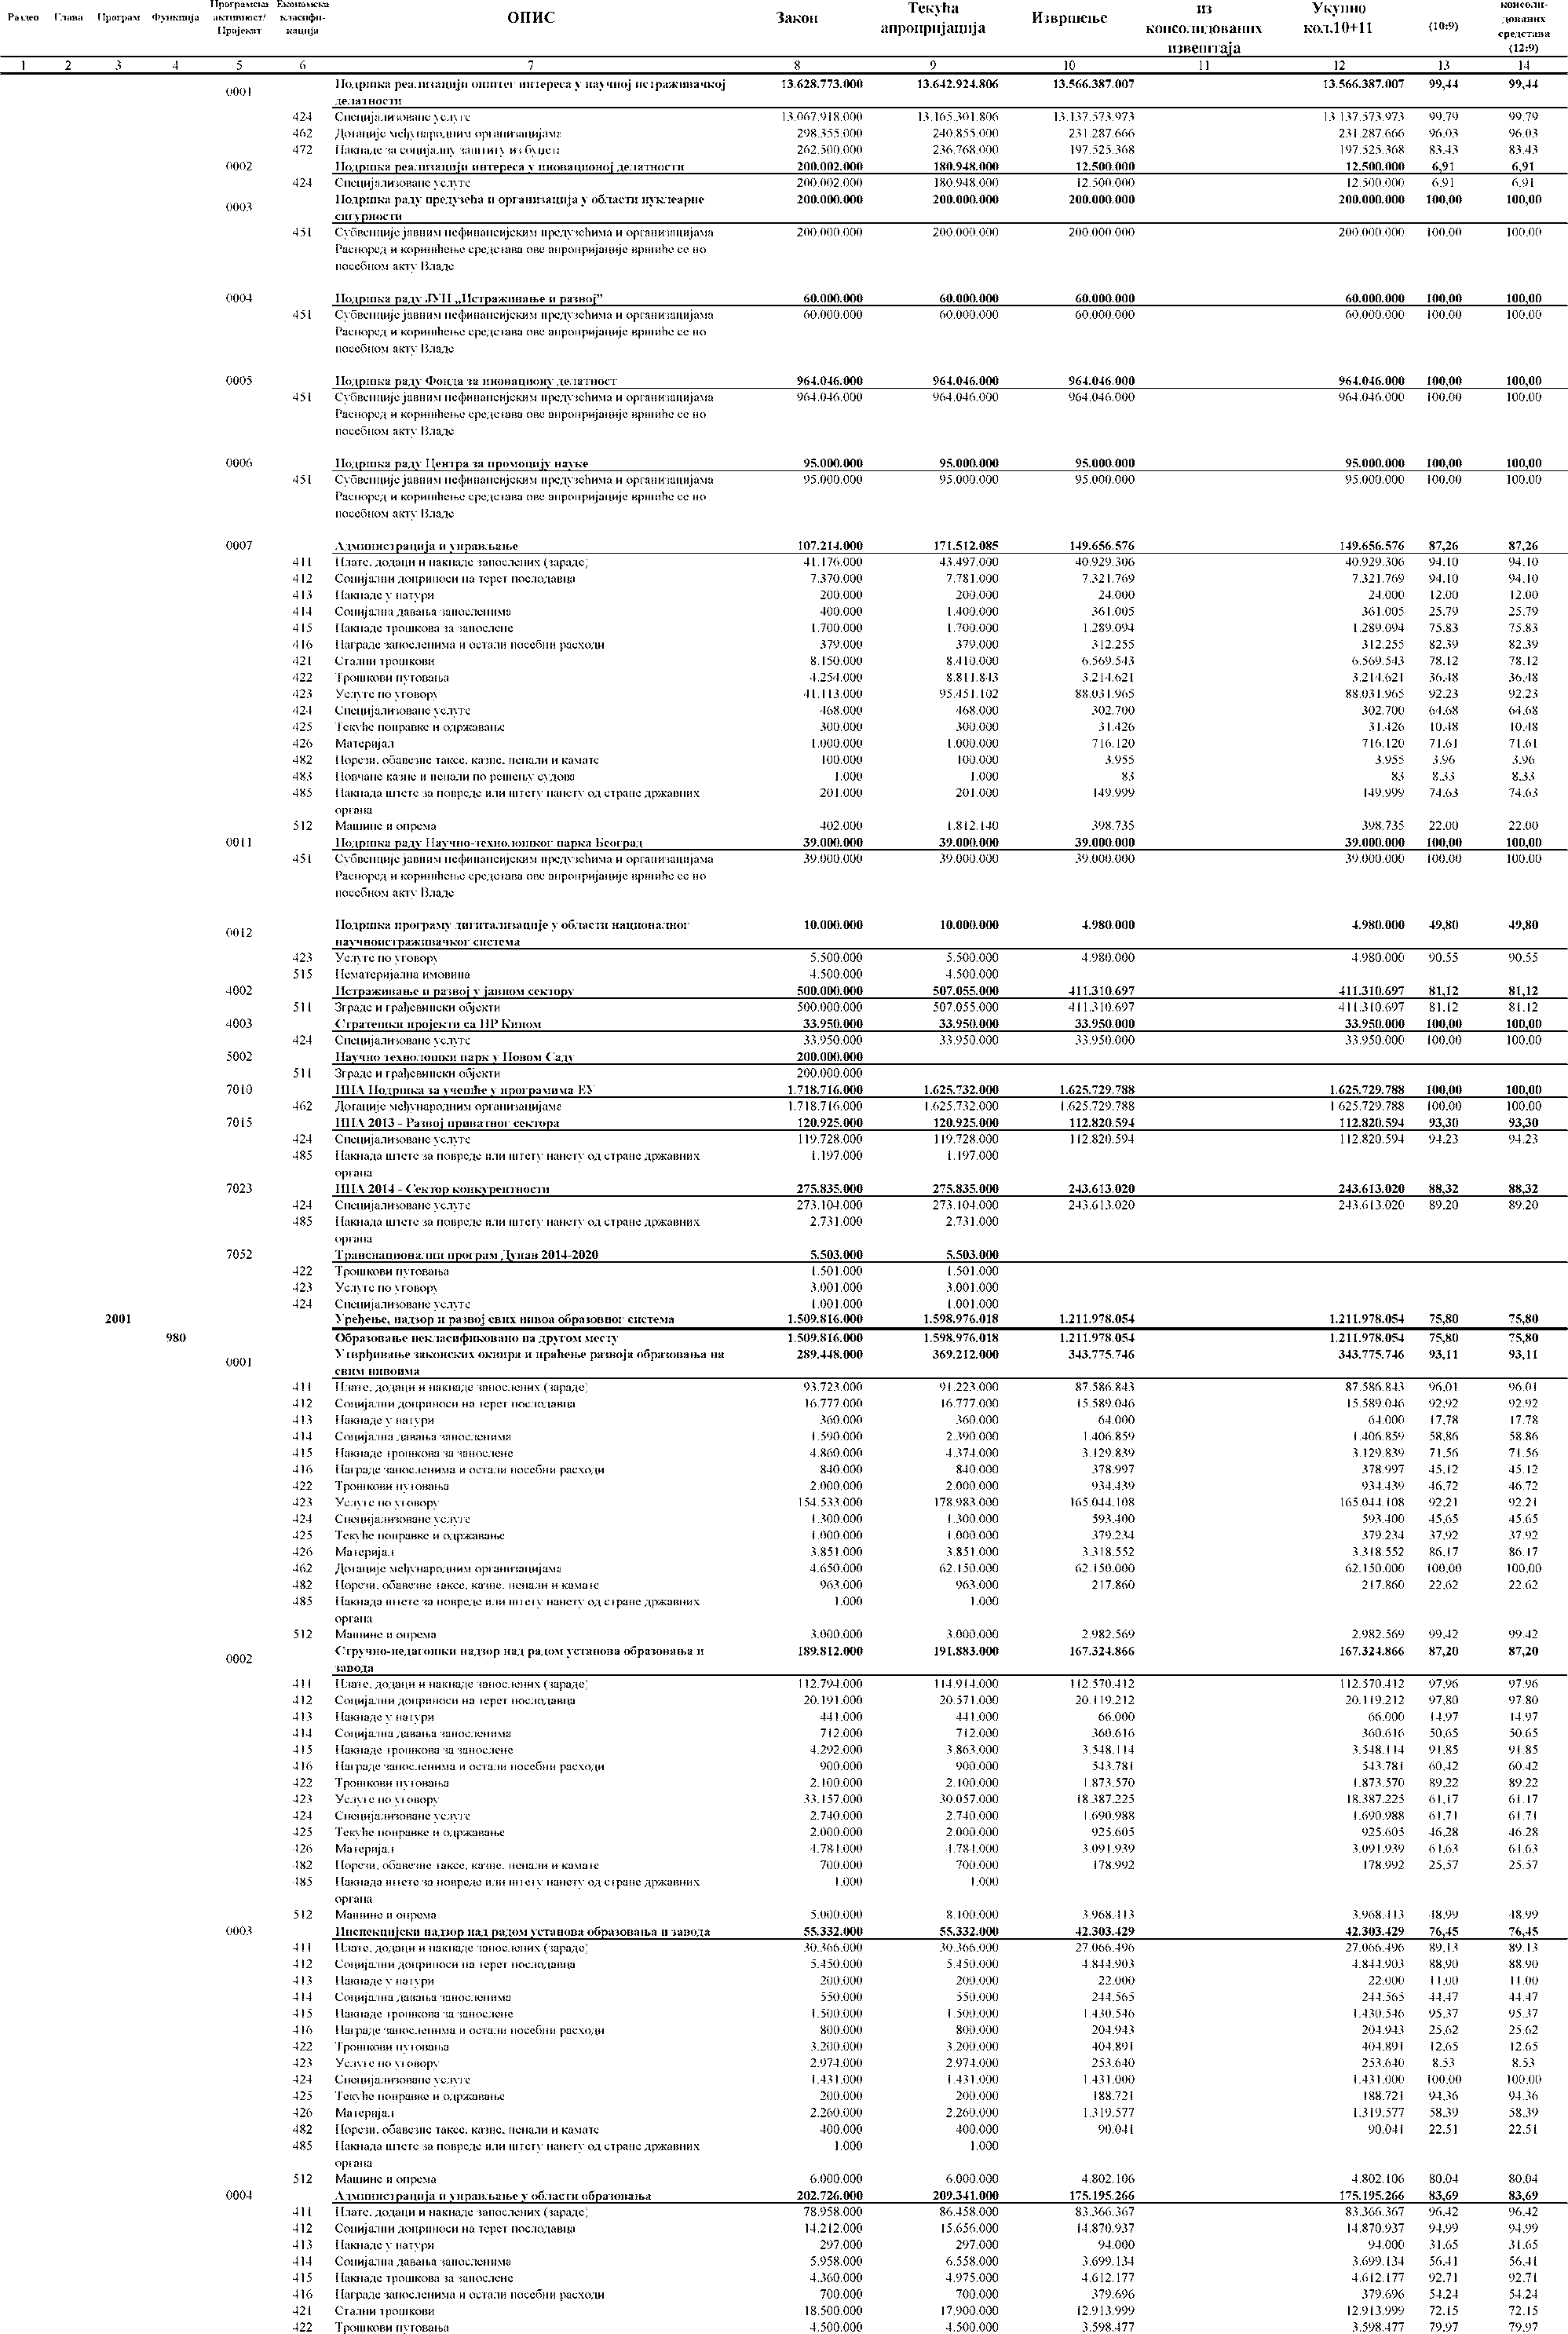 Раздео Глава Програм Функција Програмска активност/ Пројекат Економска класифи-кација ОПИС Закон Текућа апропријација Извршење из консолидованих извештаја Укупно кол.10+11 (10:9) консоли-дованих средстава (12:9)
1 2 3 4 5 6 7 8 9 10 11 12 13 14
0001 Подршка реализацији општег интереса у научној истраживачкој 13.628.773.000 13.642.924.806 13.566.387.007 13.566.387.007 99,44 99,44
делатности
424 Специјализоване услуге 13.067.918.000 13.165.301.806 13.137.573.973 13.137.573.973 99,79 99,79
462 Дотације међународним организацијама 298.355.000 240.855.000 231.287.666 231.287.666 96,03 96,03
472 Накнаде за социјалну заштиту из буџета 262.500.000 236.768.000 197.525.368 197.525.368 83,43 83,43
0002 Подршка реализацији интереса у иновационој делатности 200.002.000 180.948.000 12.500.000 12.500.000 6,91 6,91
424 Специјализоване услуге 200.002.000 180.948.000 12.500.000 12.500.000 6,91 6,91
0003 Подршка раду предузећа и организација у области нуклеарне 200.000.000 200.000.000 200.000.000 200.000.000 100,00 100,00
сигурности
451 Субвенције јавним нефинансијским предузећима и организацијама 200.000.000 200.000.000 200.000.000 200.000.000 100,00 100,00
Распоред и коришћење средстава ове апропријације вршиће се по
посебном акту Владе
0004 Подршка раду ЈУП „Истраживање и развој” 60.000.000 60.000.000 60.000.000 60.000.000 100,00 100,00
451 Субвенције јавним нефинансијским предузећима и организацијама 60.000.000 60.000.000 60.000.000 60.000.000 100,00 100,00
Распоред и коришћење средстава ове апропријације вршиће се по
посебном акту Владе
0005 Подршка раду Фонда за иновациону делатност 964.046.000 964.046.000 964.046.000 964.046.000 100,00 100,00
451 Субвенције јавним нефинансијским предузећима и организацијама 964.046.000 964.046.000 964.046.000 964.046.000 100,00 100,00
Распоред и коришћење средстава ове апропријације вршиће се по
посебном акту Владе
0006 Подршка раду Центра за промоцију науке 95.000.000 95.000.000 95.000.000 95.000.000 100,00 100,00
451 Субвенције јавним нефинансијским предузећима и организацијама 95.000.000 95.000.000 95.000.000 95.000.000 100,00 100,00
Распоред и коришћење средстава ове апропријације вршиће се по
посебном акту Владе
0007 Администрација и управљање 107.214.000 171.512.085 149.656.576 149.656.576 87,26 87,26
411 Плате, додаци и накнаде запослених (зараде) 41.176.000 43.497.000 40.929.306 40.929.306 94,10 94,10
412 Социјални доприноси на терет послодавца 7.370.000 7.781.000 7.321.769 7.321.769 94,10 94,10
413 Накнаде у натури 200.000 200.000 24.000 24.000 12,00 12,00
414 Социјална давања запосленима 400.000 1.400.000 361.005 361.005 25,79 25,79
415 Накнаде трошкова за запослене 1.700.000 1.700.000 1.289.094 1.289.094 75,83 75,83
416 Награде запосленима и остали посебни расходи 379.000 379.000 312.255 312.255 82,39 82,39
421 Стални трошкови 8.150.000 8.410.000 6.569.543 6.569.543 78,12 78,12
422 Трошкови путовања 4.254.000 8.811.843 3.214.621 3.214.621 36,48 36,48
423 Услуге по уговору 41.113.000 95.451.102 88.031.965 88.031.965 92,23 92,23
424 Специјализоване услуге 468.000 468.000 302.700 302.700 64,68 64,68
425 Текуће поправке и одржавање 300.000 300.000 31.426 31.426 10,48 10,48
426 Материјал 1.000.000 1.000.000 716.120 716.120 71,61 71,61
482 Порези, обавезне таксе, казне, пенали и камате 100.000 100.000 3.955 3.955 3,96 3,96
483 Новчане казне и пенали по решењу судова 1.000 1.000 83 83 8,33 8,33
485 Накнада штете за повреде или штету нанету од стране државних 201.000 201.000 149.999 149.999 74,63 74,63
органа
512 Машине и опрема 402.000 1.812.140 398.735 398.735 22,00 22,00
0011 Подршка раду Научно-технолошког парка Београд 39.000.000 39.000.000 39.000.000 39.000.000 100,00 100,00
451 Субвенције јавним нефинансијским предузећима и организацијама 39.000.000 39.000.000 39.000.000 39.000.000 100,00 100,00
Распоред и коришћење средстава ове апропријације вршиће се по
посебном акту Владе
0012 Подршка програму дигитализације у области националног 10.000.000 10.000.000 4.980.000 4.980.000 49,80 49,80
научноистраживачког система
423 Услуге по уговору 5.500.000 5.500.000 4.980.000 4.980.000 90,55 90,55
515 Нематеријална имовина 4.500.000 4.500.000
4002 Истраживање и развој у јавном сектору 500.000.000 507.055.000 411.310.697 411.310.697 81,12 81,12
511 Зграде и грађевински објекти 500.000.000 507.055.000 411.310.697 411.310.697 81,12 81,12
4003 Стратешки пројекти са НР Кином 33.950.000 33.950.000 33.950.000 33.950.000 100,00 100,00
424 Специјализоване услуге 33.950.000 33.950.000 33.950.000 33.950.000 100,00 100,00
5002 Научно технолошки парк у Новом Саду 200.000.000
511 Зграде и грађевински објекти 200.000.000
7010 ИПА Подршка за учешће у програмима ЕУ 1.718.716.000 1.625.732.000 1.625.729.788 1.625.729.788 100,00 100,00
462 Дотације међународним организацијама 1.718.716.000 1.625.732.000 1.625.729.788 1.625.729.788 100,00 100,00
7015 ИПА 2013 - Развој приватног сектора 120.925.000 120.925.000 112.820.594 112.820.594 93,30 93,30
424 Специјализоване услуге 119.728.000 119.728.000 112.820.594 112.820.594 94,23 94,23
485 Накнада штете за повреде или штету нанету од стране државних 1.197.000 1.197.000
органа
7023 ИПА 2014 - Сектор конкурентности 275.835.000 275.835.000 243.613.020 243.613.020 88,32 88,32
424 Специјализоване услуге 273.104.000 273.104.000 243.613.020 243.613.020 89,20 89,20
485 Накнада штете за повреде или штету нанету од стране државних 2.731.000 2.731.000
органа
7052 Транснационални програм Дунав 2014-2020 5.503.000 5.503.000
422 Трошкови путовања 1.501.000 1.501.000
423 Услуге по уговору 3.001.000 3.001.000
424 Специјализоване услуге 1.001.000 1.001.000
2001 Уређење, надзор и развој свих нивоа образовног система 1.509.816.000 1.598.976.018 1.211.978.054 1.211.978.054 75,80 75,80
980 Образовање некласификовано на другом месту 1.509.816.000 1.598.976.018 1.211.978.054 1.211.978.054 75,80 75,80
0001 Утврђивање законских оквира и праћење развоја образовања на 289.448.000 369.212.000 343.775.746 343.775.746 93,11 93,11
свим нивоима
411 Плате, додаци и накнаде запослених (зараде) 93.723.000 91.223.000 87.586.843 87.586.843 96,01 96,01
412 Социјални доприноси на терет послодавца 16.777.000 16.777.000 15.589.046 15.589.046 92,92 92,92
413 Накнаде у натури 360.000 360.000 64.000 64.000 17,78 17,78
414 Социјална давања запосленима 1.590.000 2.390.000 1.406.859 1.406.859 58,86 58,86
415 Накнаде трошкова за запослене 4.860.000 4.374.000 3.129.839 3.129.839 71,56 71,56
416 Награде запосленима и остали посебни расходи 840.000 840.000 378.997 378.997 45,12 45,12
422 Трошкови путовања 2.000.000 2.000.000 934.439 934.439 46,72 46,72
423 Услуге по уговору 154.533.000 178.983.000 165.044.108 165.044.108 92,21 92,21
424 Специјализоване услуге 1.300.000 1.300.000 593.400 593.400 45,65 45,65
425 Текуће поправке и одржавање 1.000.000 1.000.000 379.234 379.234 37,92 37,92
426 Материјал 3.851.000 3.851.000 3.318.552 3.318.552 86,17 86,17
462 Дотације међународним организацијама 4.650.000 62.150.000 62.150.000 62.150.000 100,00 100,00
482 Порези, обавезне таксе, казне, пенали и камате 963.000 963.000 217.860 217.860 22,62 22,62
485 Накнада штете за повреде или штету нанету од стране државних 1.000 1.000
органа
512 Машине и опрема 3.000.000 3.000.000 2.982.569 2.982.569 99,42 99,42
0002 Стручно-педагошки надзор над радом установа образовања и 189.812.000 191.883.000 167.324.866 167.324.866 87,20 87,20
завода
411 Плате, додаци и накнаде запослених (зараде) 112.794.000 114.914.000 112.570.412 112.570.412 97,96 97,96
412 Социјални доприноси на терет послодавца 20.191.000 20.571.000 20.119.212 20.119.212 97,80 97,80
413 Накнаде у натури 441.000 441.000 66.000 66.000 14,97 14,97
414 Социјална давања запосленима 712.000 712.000 360.616 360.616 50,65 50,65
415 Накнаде трошкова за запослене 4.292.000 3.863.000 3.548.114 3.548.114 91,85 91,85
416 Награде запосленима и остали посебни расходи 900.000 900.000 543.781 543.781 60,42 60,42
422 Трошкови путовања 2.100.000 2.100.000 1.873.570 1.873.570 89,22 89,22
423 Услуге по уговору 33.157.000 30.057.000 18.387.225 18.387.225 61,17 61,17
424 Специјализоване услуге 2.740.000 2.740.000 1.690.988 1.690.988 61,71 61,71
425 Текуће поправке и одржавање 2.000.000 2.000.000 925.605 925.605 46,28 46,28
426 Материјал 4.784.000 4.784.000 3.091.939 3.091.939 64,63 64,63
482 Порези, обавезне таксе, казне, пенали и камате 700.000 700.000 178.992 178.992 25,57 25,57
485 Накнада штете за повреде или штету нанету од стране државних 1.000 1.000
органа
512 Машине и опрема 5.000.000 8.100.000 3.968.413 3.968.413 48,99 48,99
0003 Инспекцијски надзор над радом установа образовања и завода 55.332.000 55.332.000 42.303.429 42.303.429 76,45 76,45
411 Плате, додаци и накнаде запослених (зараде) 30.366.000 30.366.000 27.066.496 27.066.496 89,13 89,13
412 Социјални доприноси на терет послодавца 5.450.000 5.450.000 4.844.903 4.844.903 88,90 88,90
413 Накнаде у натури 200.000 200.000 22.000 22.000 11,00 11,00
414 Социјална давања запосленима 550.000 550.000 244.565 244.565 44,47 44,47
415 Накнаде трошкова за запослене 1.500.000 1.500.000 1.430.546 1.430.546 95,37 95,37
416 Награде запосленима и остали посебни расходи 800.000 800.000 204.943 204.943 25,62 25,62
422 Трошкови путовања 3.200.000 3.200.000 404.891 404.891 12,65 12,65
423 Услуге по уговору 2.974.000 2.974.000 253.640 253.640 8,53 8,53
424 Специјализоване услуге 1.431.000 1.431.000 1.431.000 1.431.000 100,00 100,00
425 Текуће поправке и одржавање 200.000 200.000 188.721 188.721 94,36 94,36
426 Материјал 2.260.000 2.260.000 1.319.577 1.319.577 58,39 58,39
482 Порези, обавезне таксе, казне, пенали и камате 400.000 400.000 90.041 90.041 22,51 22,51
485 Накнада штете за повреде или штету нанету од стране државних 1.000 1.000
органа
512 Машине и опрема 6.000.000 6.000.000 4.802.106 4.802.106 80,04 80,04
0004 Администрација и управљање у области образовања 202.726.000 209.341.000 175.195.266 175.195.266 83,69 83,69
411 Плате, додаци и накнаде запослених (зараде) 78.958.000 86.458.000 83.366.367 83.366.367 96,42 96,42
412 Социјални доприноси на терет послодавца 14.212.000 15.656.000 14.870.937 14.870.937 94,99 94,99
413 Накнаде у натури 297.000 297.000 94.000 94.000 31,65 31,65
414 Социјална давања запосленима 5.958.000 6.558.000 3.699.134 3.699.134 56,41 56,41
415 Накнаде трошкова за запослене 4.360.000 4.975.000 4.612.177 4.612.177 92,71 92,71
416 Награде запосленима и остали посебни расходи 700.000 700.000 379.696 379.696 54,24 54,24
421 Стални трошкови 18.500.000 17.900.000 12.913.999 12.913.999 72,15 72,15
422 Трошкови путовања 4.500.000 4.500.000 3.598.477 3.598.477 79,97 79,97